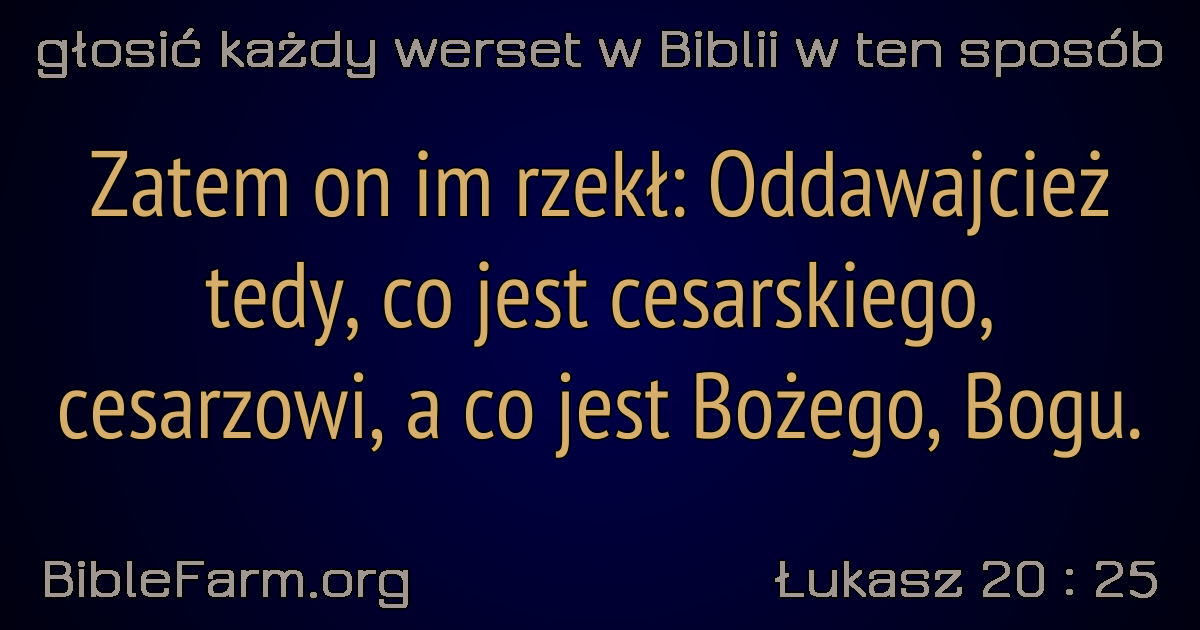 głosić każdy werset w Biblii w ten sposób
Zatem on im rzekł: Oddawajcież
tedy, co jest cesarskiego,
cesarzowi, a co jest Bożego, Bogu.
BibleFarm.org
Łukasz 20 : 25